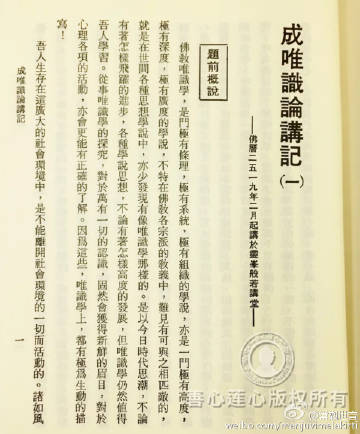 成唯識論講記(一)
——佛曆二五一九年二月起講於靈峯般若講堂——
題前概說
佛教唯識學，是門極有條理，極有系統，極有組織的學說，亦是一門極有高度，
極有深度，極有廣度的學說，不特在佛教各宗派的教義中，難見有可與之相匹敵的，
就是在世間各種思想學說中，亦少發現有像唯識學那樣的。是以今日時代思潮，不論
有著怎樣飛躍的進步，各種學說思想，不論有著怎樣高度的發展，但唯識學仍然值得
吾人學習。從事唯識學的探究，對於萬有一切的認識，固然會獲得新鮮的眉目，對於
心理各項的活動，亦會更能有正確的了解。因為這些，唯識學上，都有極為生動的描
寫！
吾人生存在這廣大的社會環境中，是不能離開社會環境的一切而活動的。諸如風
成唯識論講記
一
善心蓮心版權所有
weibo.com/manjuvimalakirti